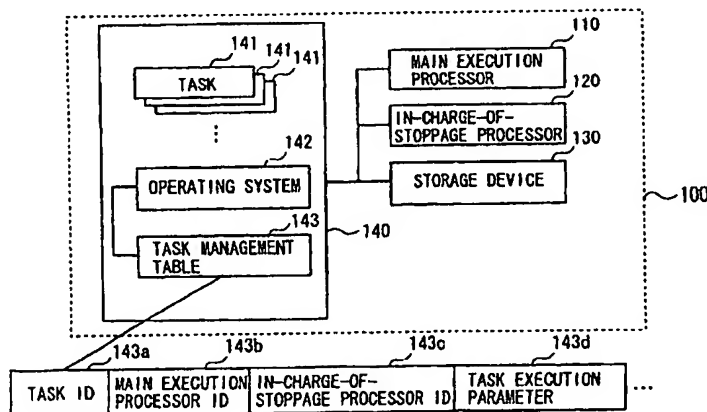 141
141
141
TASK
142
OPERATING SYSTEM
143
TASK MANAGEMENT
TABLE
140
110
MAIN EXECUTION
PROCESSOR
120
IN-CHARGE-OF-
STOPPAGE PROCESSOR
130
STORAGE DEVICE
100
143a
143b
143c
143d
TASK ID
MAIN EXECUTION
PROCESSOR ID
IN-CHARGE-OF-
STOPPAGE PROCESSOR ID
TASK EXECUTION
PARAMETER
...